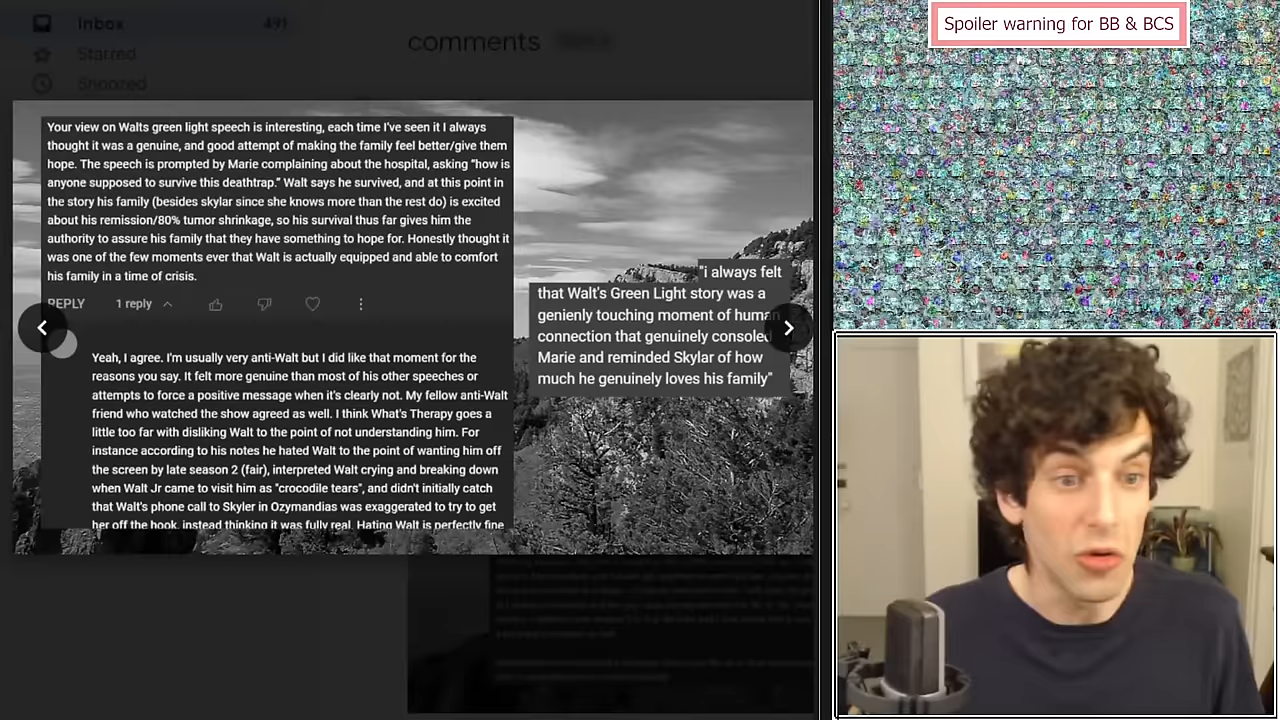 Inbox
491
Starred
Snoozed
comments
Spoiler warning for BB & BCS
Your view on Walts green light speech is interesting, each time I've seen it I always
thought it was a genuine, and good attempt of making the family feel better/give them
hope. The speech is prompted by Marie complaining about the hospital, asking "how is
anyone supposed to survive this deathtrap." Walt says he survived, and at this point in
the story his family (besides skylar since she knows more than the rest do) is excited
about his remission/80% tumor shrinkage, so his survival thus far gives him the
authority to assure his family that they have something to hope for. Honestly thought it
was one of the few moments ever that Walt is actually equipped and able to comfort
his family in a time of crisis.
REPLY
1 reply
Yeah, I agree. I'm usually very anti-Walt but I did like that moment for the
reasons you say. It felt more genuine than most of his other speeches or
attempts to force a positive message when it's clearly not. My fellow anti-Walt
friend who watched the show agreed as well. I think What's Therapy goes a
little too far with disliking Walt to the point of not understanding him. For
instance according to his notes he hated Walt to the point of wanting him off
the screen by late season 2 (fair), interpreted Walt crying and breaking down
when Walt Jr came to visit him as "crocodile tears", and didn't initially catch
that Walt's phone call to Skyler in Ozymandias was exaggerated to try to get
her off the hook, instead thinking it was fully real. Hating Walt is perfectly fine
"i always felt
that Walt's Green Light story was a
genienly touching moment of human
connection that genuinely consoled
Marie and reminded Skylar of how
much he genuinely loves his family"